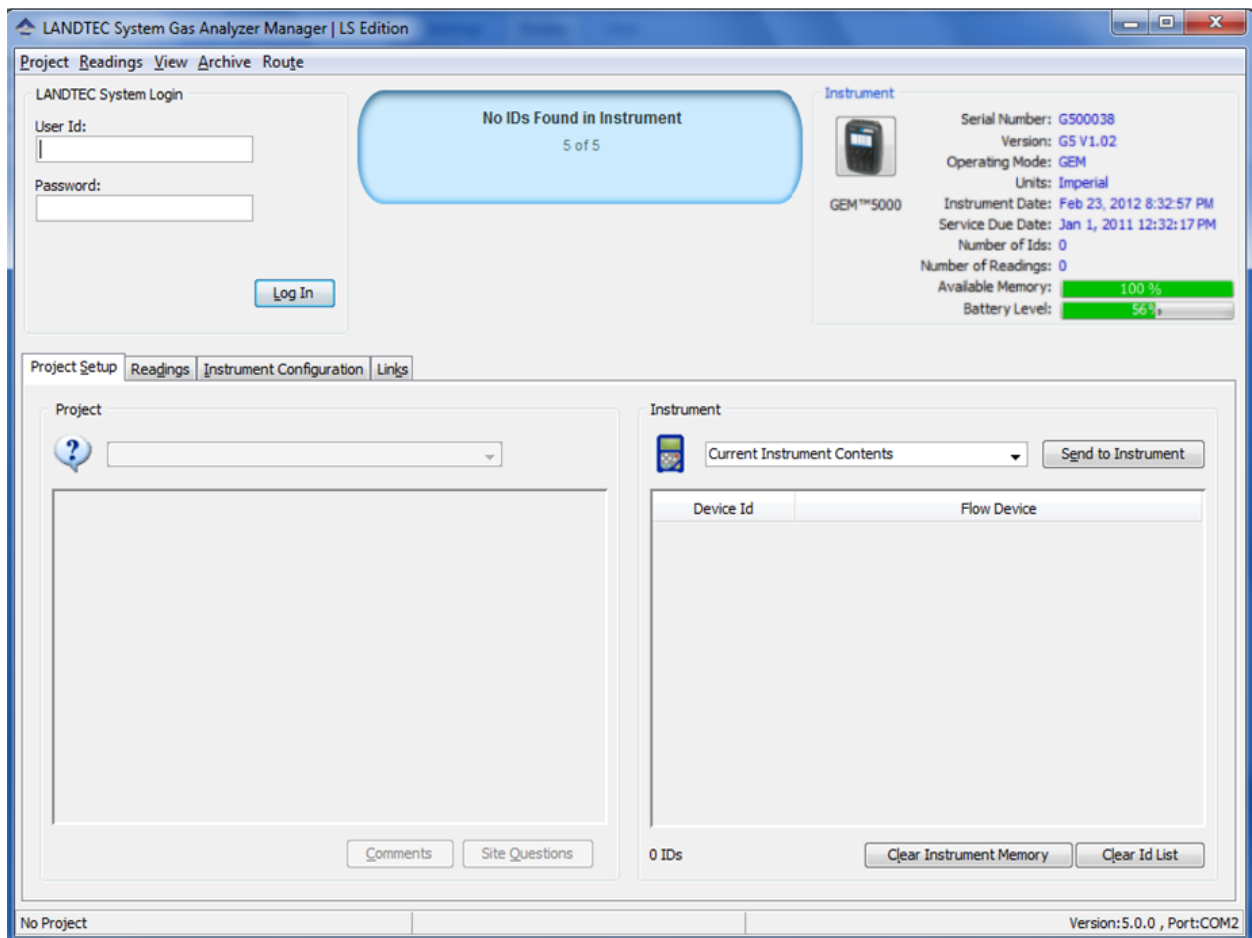 LANDTEC System Gas Analyzer Manager | LS Edition
Project Readings View Archive Route
LANDTEC System Login
User Id:
Password:
Log In
No IDs Found in Instrument
5 of 5
Instrument
GEM™5000
Serial Number: G500038
Version: G5 V1.02
Operating Mode: GEM
Units: Imperial
Instrument Date: Feb 23, 2012 8:32:57 PM
Service Due Date: Jan 1, 2011 12:32:17 PM
Number of Ids: 0
Number of Readings: 0
Available Memory: 100 %
Battery Level: 56%
Project Setup Readings Instrument Configuration Links
Project
Instrument
Current Instrument Contents Send to Instrument
Device Id Flow Device
Comments Site Questions
0 IDs Clear Instrument Memory Clear Id List
No Project Version:5.0.0 , Port:COM2